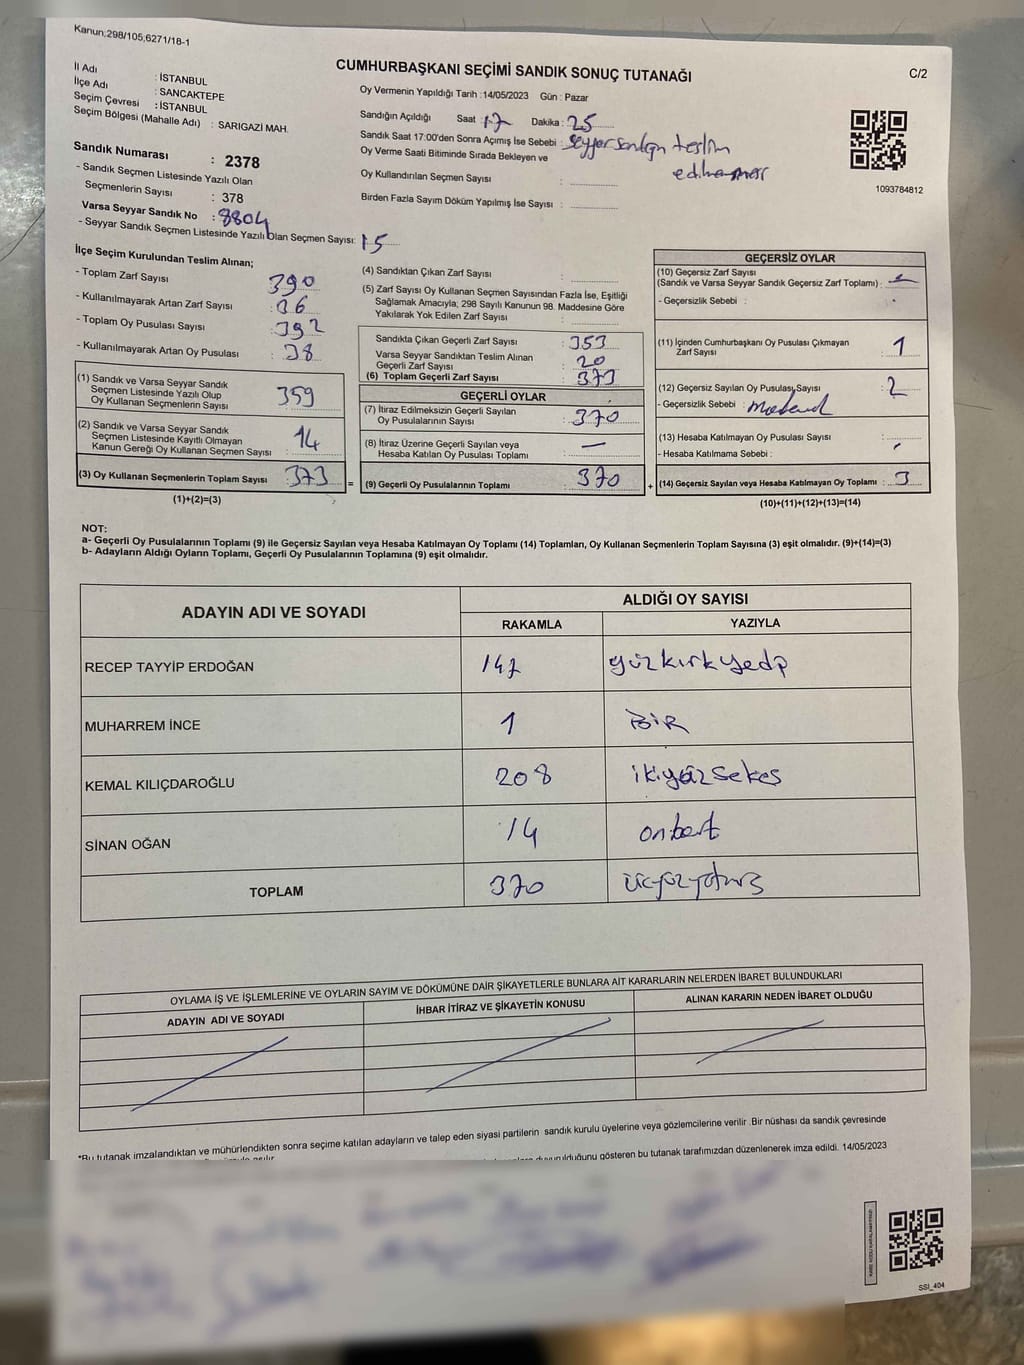 Kanun;298/105,6271/18-1
CUMHURBAŞKANI SEÇİMİ SANDIK SONUÇ TUTANAĞI
C/2
İl Adı : İSTANBUL
İlçe Adı : SANCAKTEPE
Seçim Çevresi : İSTANBUL
Seçim Bölgesi (Mahalle Adı) : SARIGAZİ MAH.
Oy Vermenin Yapıldığı Tarih :14/05/2023 Gün : Pazar
Sandığın Açıldığı Saat 17 Dakika : 25
Sandık Saat 17:00'den Sonra Açımış İse Sebebi : seyyar sandığın teslim
Oy Verme Saati Bitiminde Sırada Bekleyen ve
Oy Kullandırılan Seçmen Sayısı :
Birden Fazla Sayım Döküm Yapılmış İse Sayısı :
1093784812
Sandık Numarası : 2378
- Sandık Seçmen Listesinde Yazılı Olan
Seçmenlerin Sayısı : 378
Varsa Seyyar Sandık No : 8804
- Seyyar Sandık Seçmen Listesinde Yazılı Olan Seçmen Sayısı: 15
İlçe Seçim Kurulundan Teslim Alınan;
- Toplam Zarf Sayısı : 390
- Kullanılmayarak Artan Zarf Sayısı : 36
- Toplam Oy Pusulası Sayısı : 392
- Kullanılmayarak Artan Oy Pusulası : 38
(1) Sandık ve Varsa Seyyar Sandık
Seçmen Listesinde Yazılı Olup
Oy Kullanan Seçmenlerin Sayısı : 359
(2) Sandık ve Varsa Seyyar Sandık
Seçmen Listesinde Kayıtlı Olmayan
Kanun Gereği Oy Kullanan Seçmen Sayısı : 14
(3) Oy Kullanan Seçmenlerin Toplam Sayısı : 373 =
(1)+(2)=(3)
(4) Sandıktan Çıkan Zarf Sayısı :
(5) Zarf Sayısı Oy Kullanan Seçmen Sayısından Fazla İse, Eşitliği
Sağlamak Amacıyla; 298 Sayılı Kanunun 98. Maddesine Göre
Yakılarak Yok Edilen Zarf Sayısı :
Sandıkta Çıkan Geçerli Zarf Sayısı : 353
Varsa Seyyar Sandıktan Teslim Alınan
Geçerli Zarf Sayısı : 20
(6) Toplam Geçerli Zarf Sayısı : 373
GEÇERLİ OYLAR
(7) İtiraz Edilmeksizin Geçerli Sayılan
Oy Pusulalarının Sayısı : 370
(8) İtiraz Üzerine Geçerli Sayılan veya
Hesaba Katılan Oy Pusulası Toplamı : —
(9) Geçerli Oy Pusulalarının Toplamı : 370 +
GEÇERSİZ OYLAR
(10) Geçersiz Zarf Sayısı
(Sandık ve Varsa Seyyar Sandık Geçersiz Zarf Toplamı) :
- Geçersizlik Sebebi :
(11) İçinden Cumhurbaşkanı Oy Pusulası Çıkmayan
Zarf Sayısı : 1
(12) Geçersiz Sayılan Oy Pusulası Sayısı : 2
- Geçersizlik Sebebi :
(13) Hesaba Katılmayan Oy Pusulası Sayısı :
- Hesaba Katılmama Sebebi :
(14) Geçersiz Sayılan veya Hesaba Katılmayan Oy Toplamı : 3
(10)+(11)+(12)+(13)=(14)
NOT:
a- Geçerli Oy Pusulalarının Toplamı (9) ile Geçersiz Sayılan veya Hesaba Katılmayan Oy Toplamı (14) Toplamları, Oy Kullanan Seçmenlerin Toplam Sayısına (3) eşit olmalıdır. (9)+(14)=(3)
b- Adayların Aldığı Oyların Toplamı, Geçerli Oy Pusulalarının Toplamına (9) eşit olmalıdır.
ADAYIN ADI VE SOYADI
ALDIĞI OY SAYISI
RAKAMLA YAZIYLA
RECEP TAYYİP ERDOĞAN 147 yüzkırkyedi
MUHARREM İNCE 1 BİR
KEMAL KILIÇDAROĞLU 208 ikiyüzsekes
SİNAN OĞAN 14 ondört
TOPLAM 370 üçyüzyetmiş
OYLAMA İŞ VE İŞLEMLERİNE VE OYLARIN SAYIM VE DÖKÜMÜNE DAİR ŞİKAYETLERLE BUNLARA AİT KARARLARIN NELERDEN İBARET BULUNDUKLARI
ADAYIN ADI VE SOYADI İHBAR İTİRAZ VE ŞİKAYETİN KONUSU ALINAN KARARIN NEDEN İBARET OLDUĞU
*Bu tutanak imzalandıktan ve mühürlendikten sonra seçime katılan adayların ve talep eden siyasi partilerin sandık kurulu üyelerine veya gözlemcilerine verilir .Bir nüshası da sandık çevresinde
duyurulduğunu gösteren bu tutanak tarafımızdan düzenlenerek imza edildi. 14/05/2023
SSİ_404